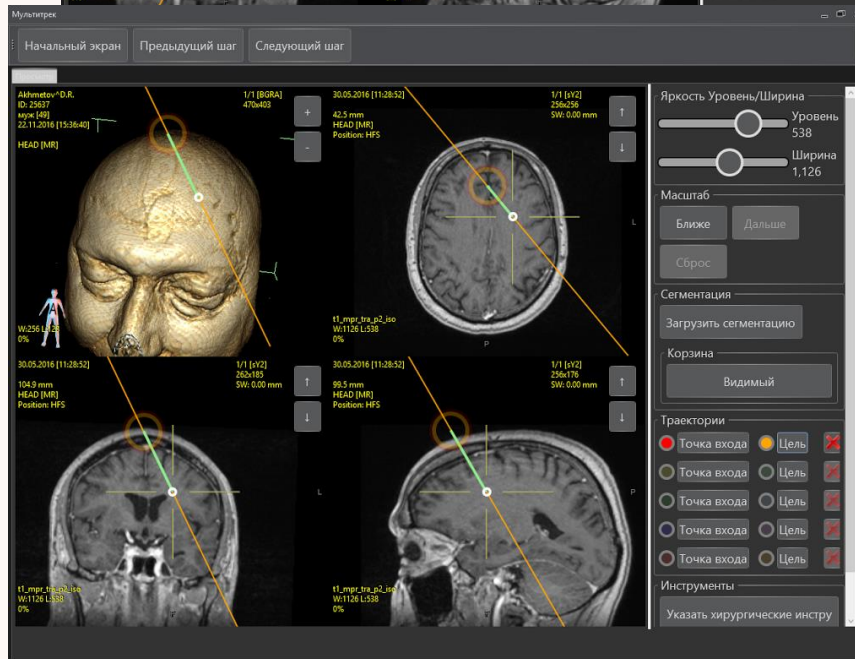 Мультитрек
Начальный экран
Предыдущий шаг
Следующий шаг
Akhmetov^D.R.
ID: 25637
муж [49]
22.11.2016 [15:36:40]
HEAD [MR]
1/1 [BGRA]
470x403
+
-
A
0%
30.05.2016 [11:28:52]
42.5 mm
HEAD [MR]
Position: HFS
1/1 [sY2]
256x256
SW: 0.00 mm
L
P
t1_mpr_tra_p2_iso
W:1126 L:538
0%
30.05.2016 [11:28:52]
104.9 mm
HEAD [MR]
Position: HFS
1/1 [sY2]
262x185
SW: 0.00 mm
L
t1_mpr_tra_p2_iso
W:1126 L:538
0%
30.05.2016 [11:28:52]
99.5 mm
HEAD [MR]
Position: HFS
1/1 [sY2]
256x176
SW: 0.00 mm
P
t1_mpr_tra_p2_iso
W:1126 L:538
0%
Яркость Уровень/Ширина
Уровень
538
Ширина
1,126
Масштаб
Ближе
Дальше
Сброс
Сегментация
Загрузить сегментацию
Корзина
Видимый
Траектории
Точка входа Цель
Точка входа Цель
Точка входа Цель
Точка входа Цель
Точка входа Цель
Инструменты
Указать хирургические инстру